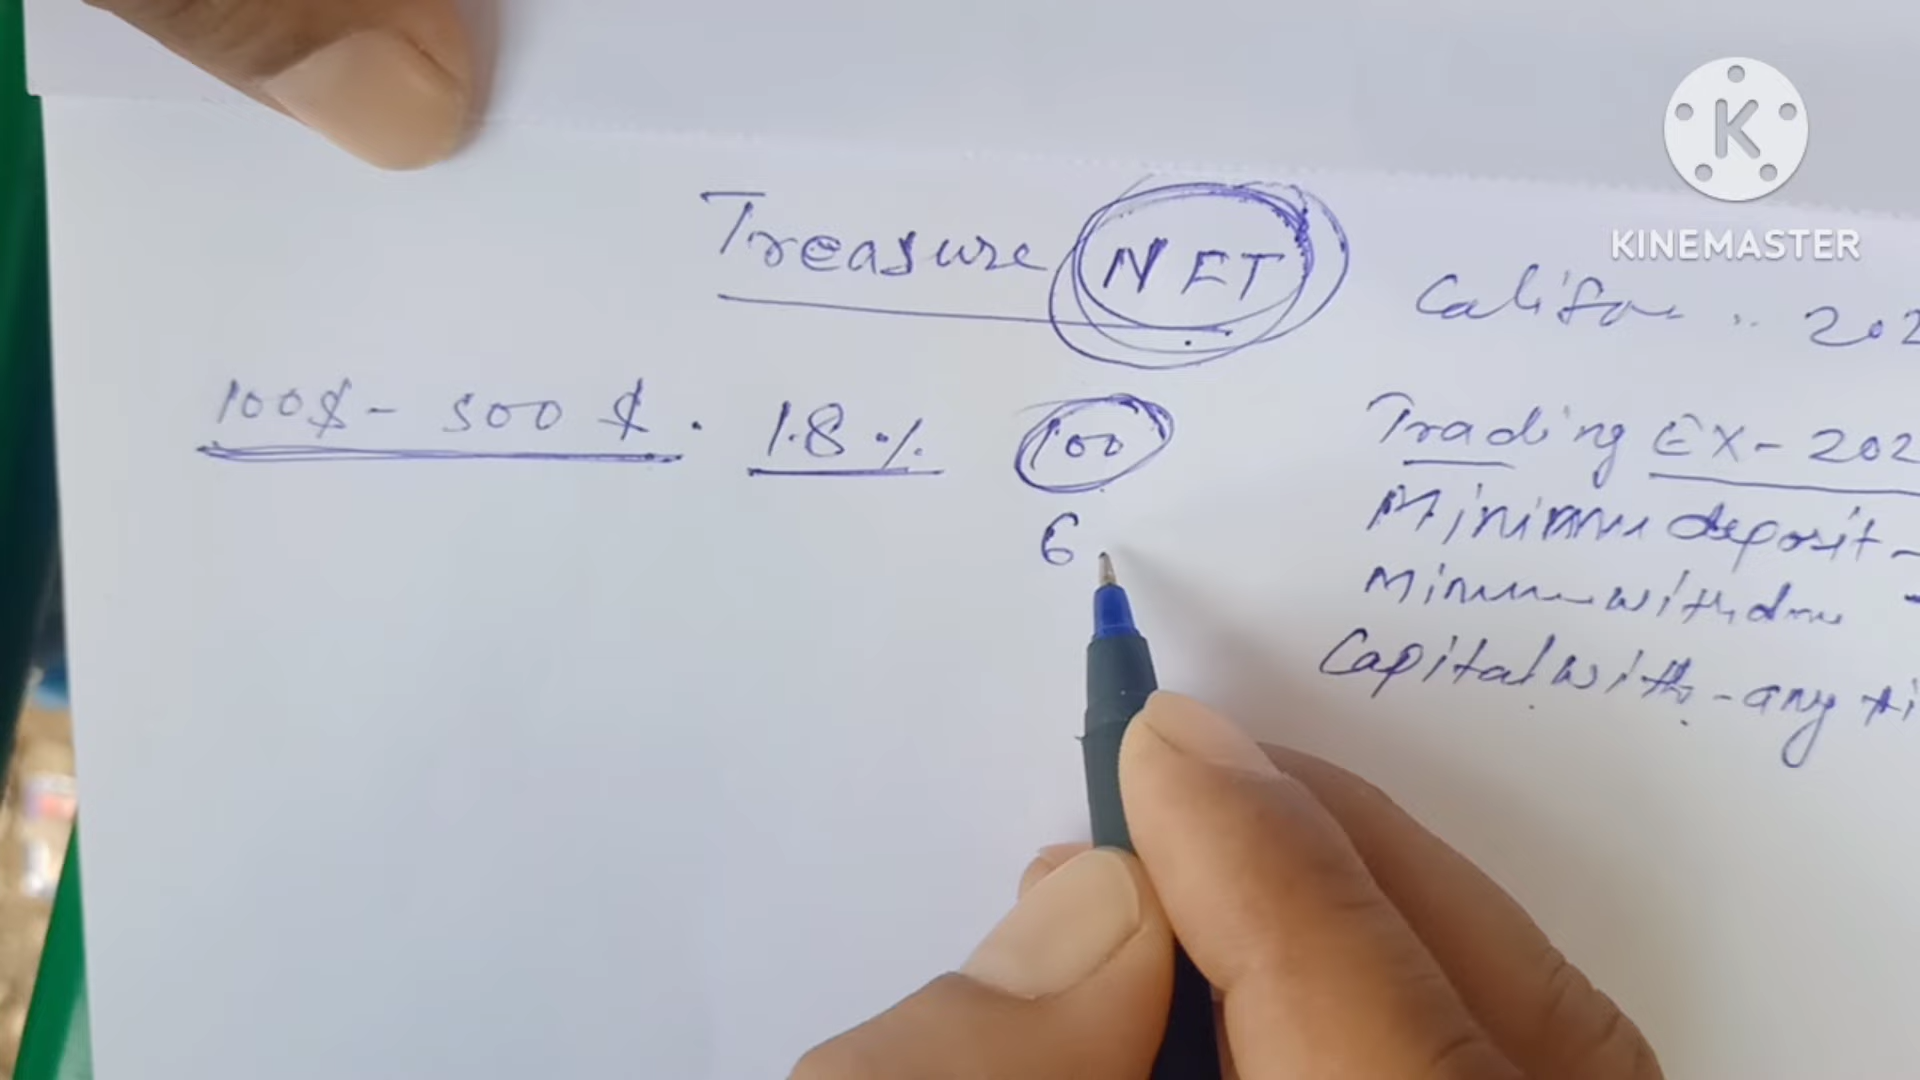 KINEMASTER
Treasure NFT
Califor .. 202
100$ - 500 $. 1.8 % 100
Trading EX - 202
6
Minimum deposit -
Minimum withdraw -
Capital with. - any ti